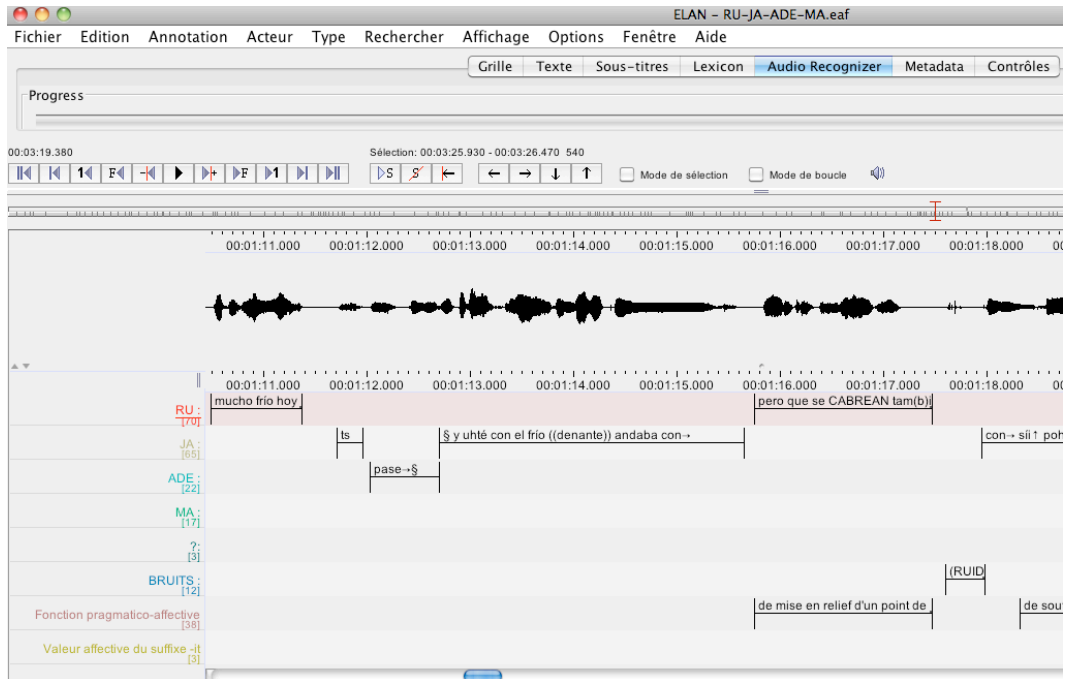 ELAN - RU-JA-ADE-MA.eaf
Fichier Edition Annotation Acteur Type Rechercher Affichage Options Fenêtre Aide
Grille Texte Sous-titres Lexicon Audio Recognizer Metadata Contrôles
Progress
00:03:19.380 Sélection: 00:03:25.930 - 00:03:26.470 540
1 F + F 1 S S Mode de sélection Mode de boucle
00:01:11.000 00:01:12.000 00:01:13.000 00:01:14.000 00:01:15.000 00:01:16.000 00:01:17.000 00:01:18.000 00
00:01:11.000 00:01:12.000 00:01:13.000 00:01:14.000 00:01:15.000 00:01:16.000 00:01:17.000 00:01:18.000 00
mucho frío hoy pero que se CABREAN tam(b)i
RU :
[70]
ts § y uhté con el frío ((denante)) andaba con→ con→ síi↑ poh
JA :
[65]
pase→§
ADE :
[22]
MA :
[17]
?:
[3]
(RUID
BRUITS :
[12]
de mise en relief d'un point de de sou
Fonction pragmatico-affective
[38]
Valeur affective du suffixe -it
[3]